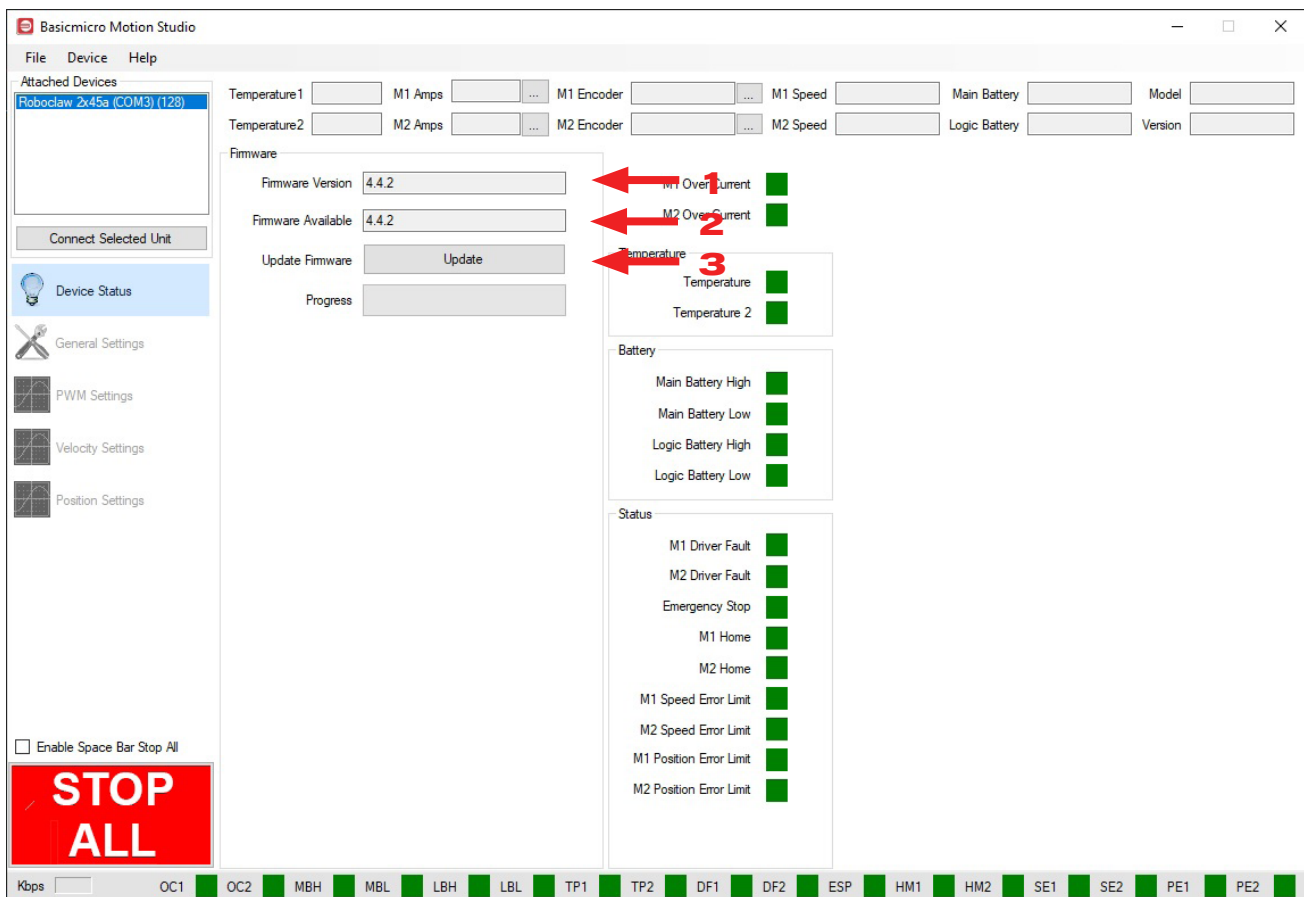 Basicmicro Motion Studio
File Device Help
Attached Devices
Roboclaw 2x45a (COM3) (128)
Connect Selected Unit
Temperature1 M1 Amps ... M1 Encoder ... M1 Speed Main Battery Model
Temperature2 M2 Amps ... M2 Encoder ... M2 Speed Logic Battery Version
Firmware
Firmware Version 4.4.2
Firmware Available 4.4.2
Update Firmware Update
Progress
1
2
3
M1 Over Current
M2 Over Current
Temperature
Temperature
Temperature 2
Battery
Main Battery High
Main Battery Low
Logic Battery High
Logic Battery Low
Status
M1 Driver Fault
M2 Driver Fault
Emergency Stop
M1 Home
M2 Home
M1 Speed Error Limit
M2 Speed Error Limit
M1 Position Error Limit
M2 Position Error Limit
Device Status
General Settings
PWM Settings
Velocity Settings
Position Settings
Enable Space Bar Stop All
STOP
ALL
Kbps OC1 OC2 MBH MBL LBH LBL TP1 TP2 DF1 DF2 ESP HM1 HM2 SE1 SE2 PE1 PE2